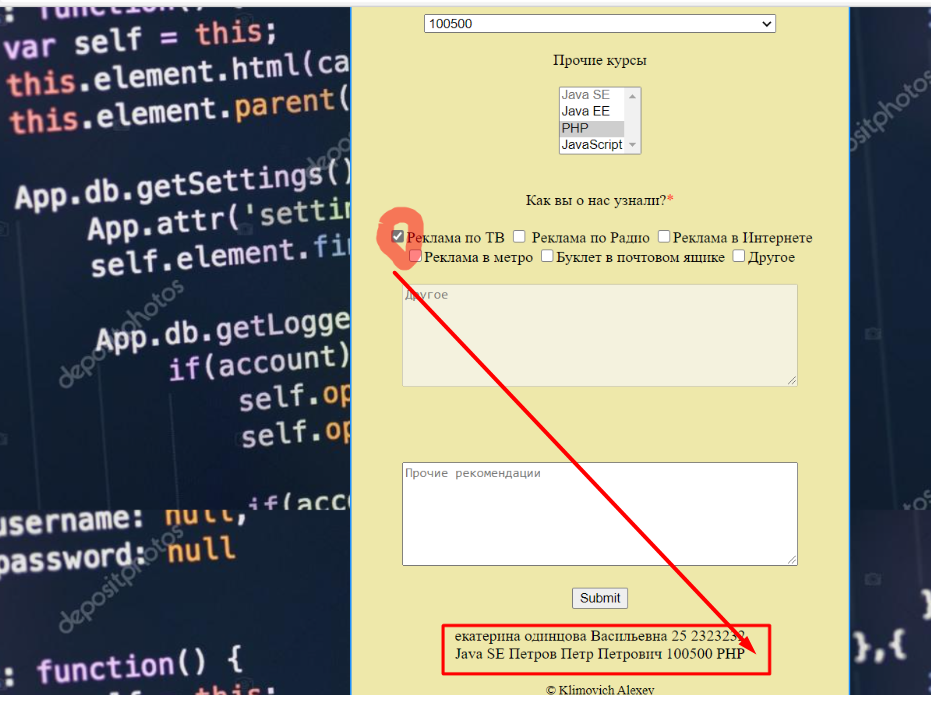 : function() {
var self = this;
this.element.html(ca
this.element.parent(
App.db.getSettings()
App.attr('settin
self.element.fi
App.db.getLogge
if(account)
self.op
self.op
if(acc
username: null,
password: null
: function() {
},{
depositphotos
depositphotos
100500
Прочие курсы
Java SE
Java EE
PHP
JavaScript
Как вы о нас узнали?*
Реклама по ТВ Реклама по Радио Реклама в Интернете
Реклама в метро Буклет в почтовом ящике Другое
Другое
Прочие рекомендации
Submit
екатерина одинцова Васильевна 25 2323232
Java SE Петров Петр Петрович 100500 PHP
© Klimovich Alexey